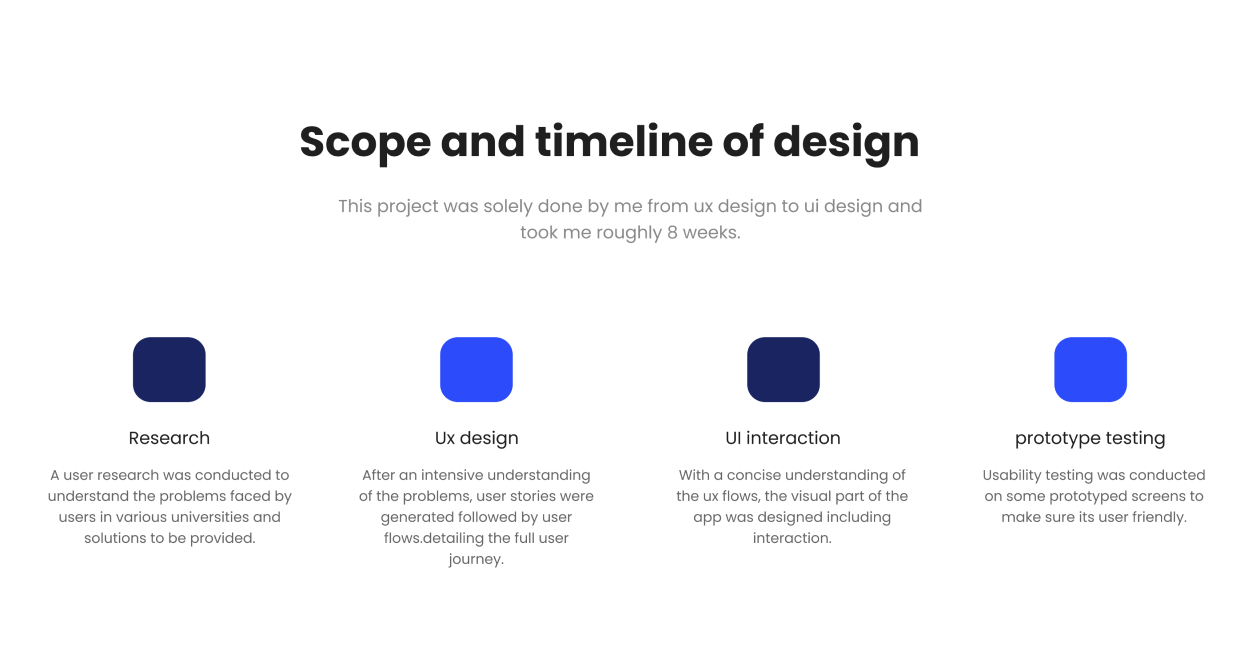 Scope and timeline of design
This project was solely done by me from ux design to ui design and
took me roughly 8 weeks.
Research
A user research was conducted to
understand the problems faced by
users in various universities and
solutions to be provided.
Ux design
After an intensive understanding
of the problems, user stories were
generated followed by user
flows.detailing the full user
journey.
UI interaction
With a concise understanding of
the ux flows, the visual part of the
app was designed including
interaction.
prototype testing
Usability testing was conducted
on some prototyped screens to
make sure its user friendly.